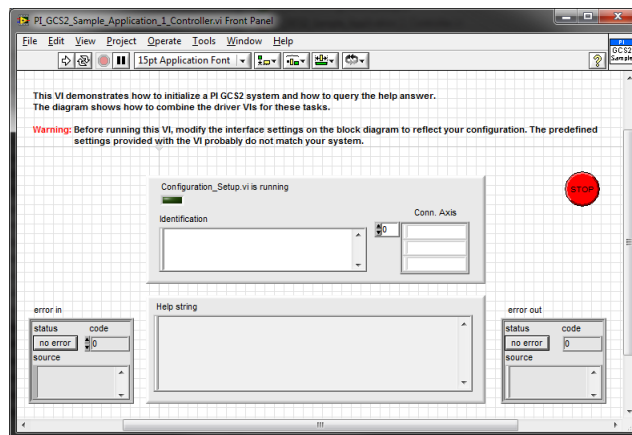 PI_GCS2_Sample_Application_1_Controller.vi Front Panel
File Edit View Project Operate Tools Window Help
15pt Application Font
PI
GCS2
Sample
This VI demonstrates how to initialize a PI GCS2 system and how to query the help answer.
The diagram shows how to combine the driver VIs for these tasks.
Warning: Before running this VI, modify the interface settings on the block diagram to reflect your configuration. The predefined
settings provided with the VI probably do not match your system.
Configuration_Setup.vi is running
STOP
Identification
Conn. Axis
0
error in
Help string
error out
status code
no error 0
source
status code
no error 0
source